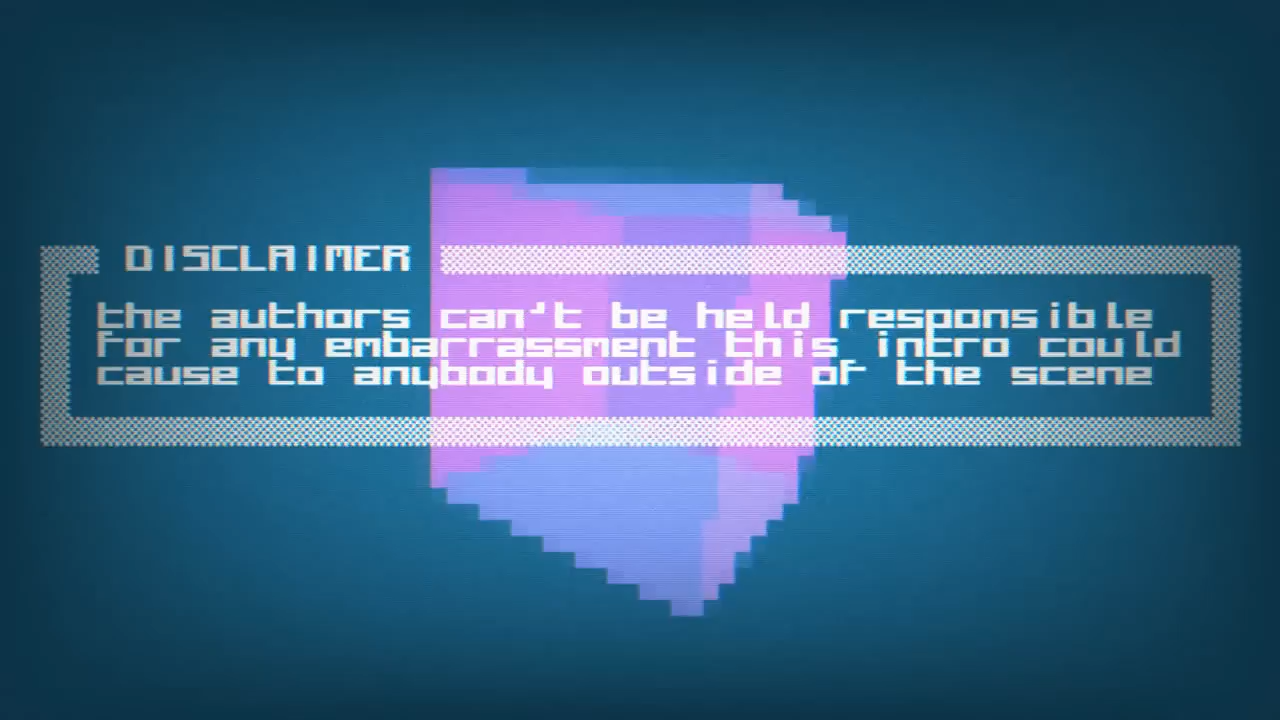 DISCLAIMER
the authors can't be held responsible
for any embarrassment this intro could
cause to anybody outside of the scene